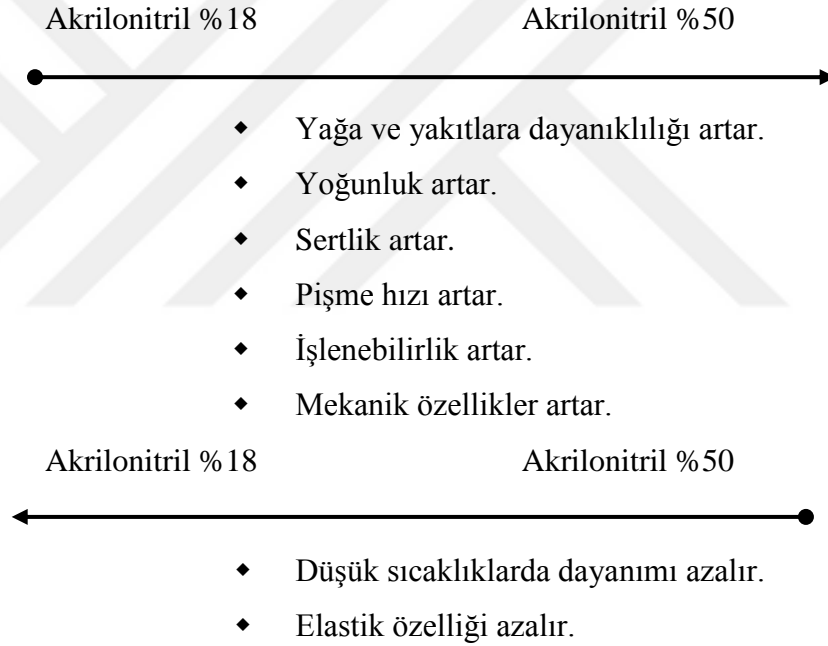 Akrilonitril %18 Akrilonitril %50
◆ Yağa ve yakıtlara dayanıklılığı artar.
◆ Yoğunluk artar.
◆ Sertlik artar.
◆ Pişme hızı artar.
◆ İşlenebilirlik artar.
◆ Mekanik özellikler artar.
Akrilonitril %18 Akrilonitril %50
◆ Düşük sıcaklıklarda dayanımı azalır.
◆ Elastik özelliği azalır.